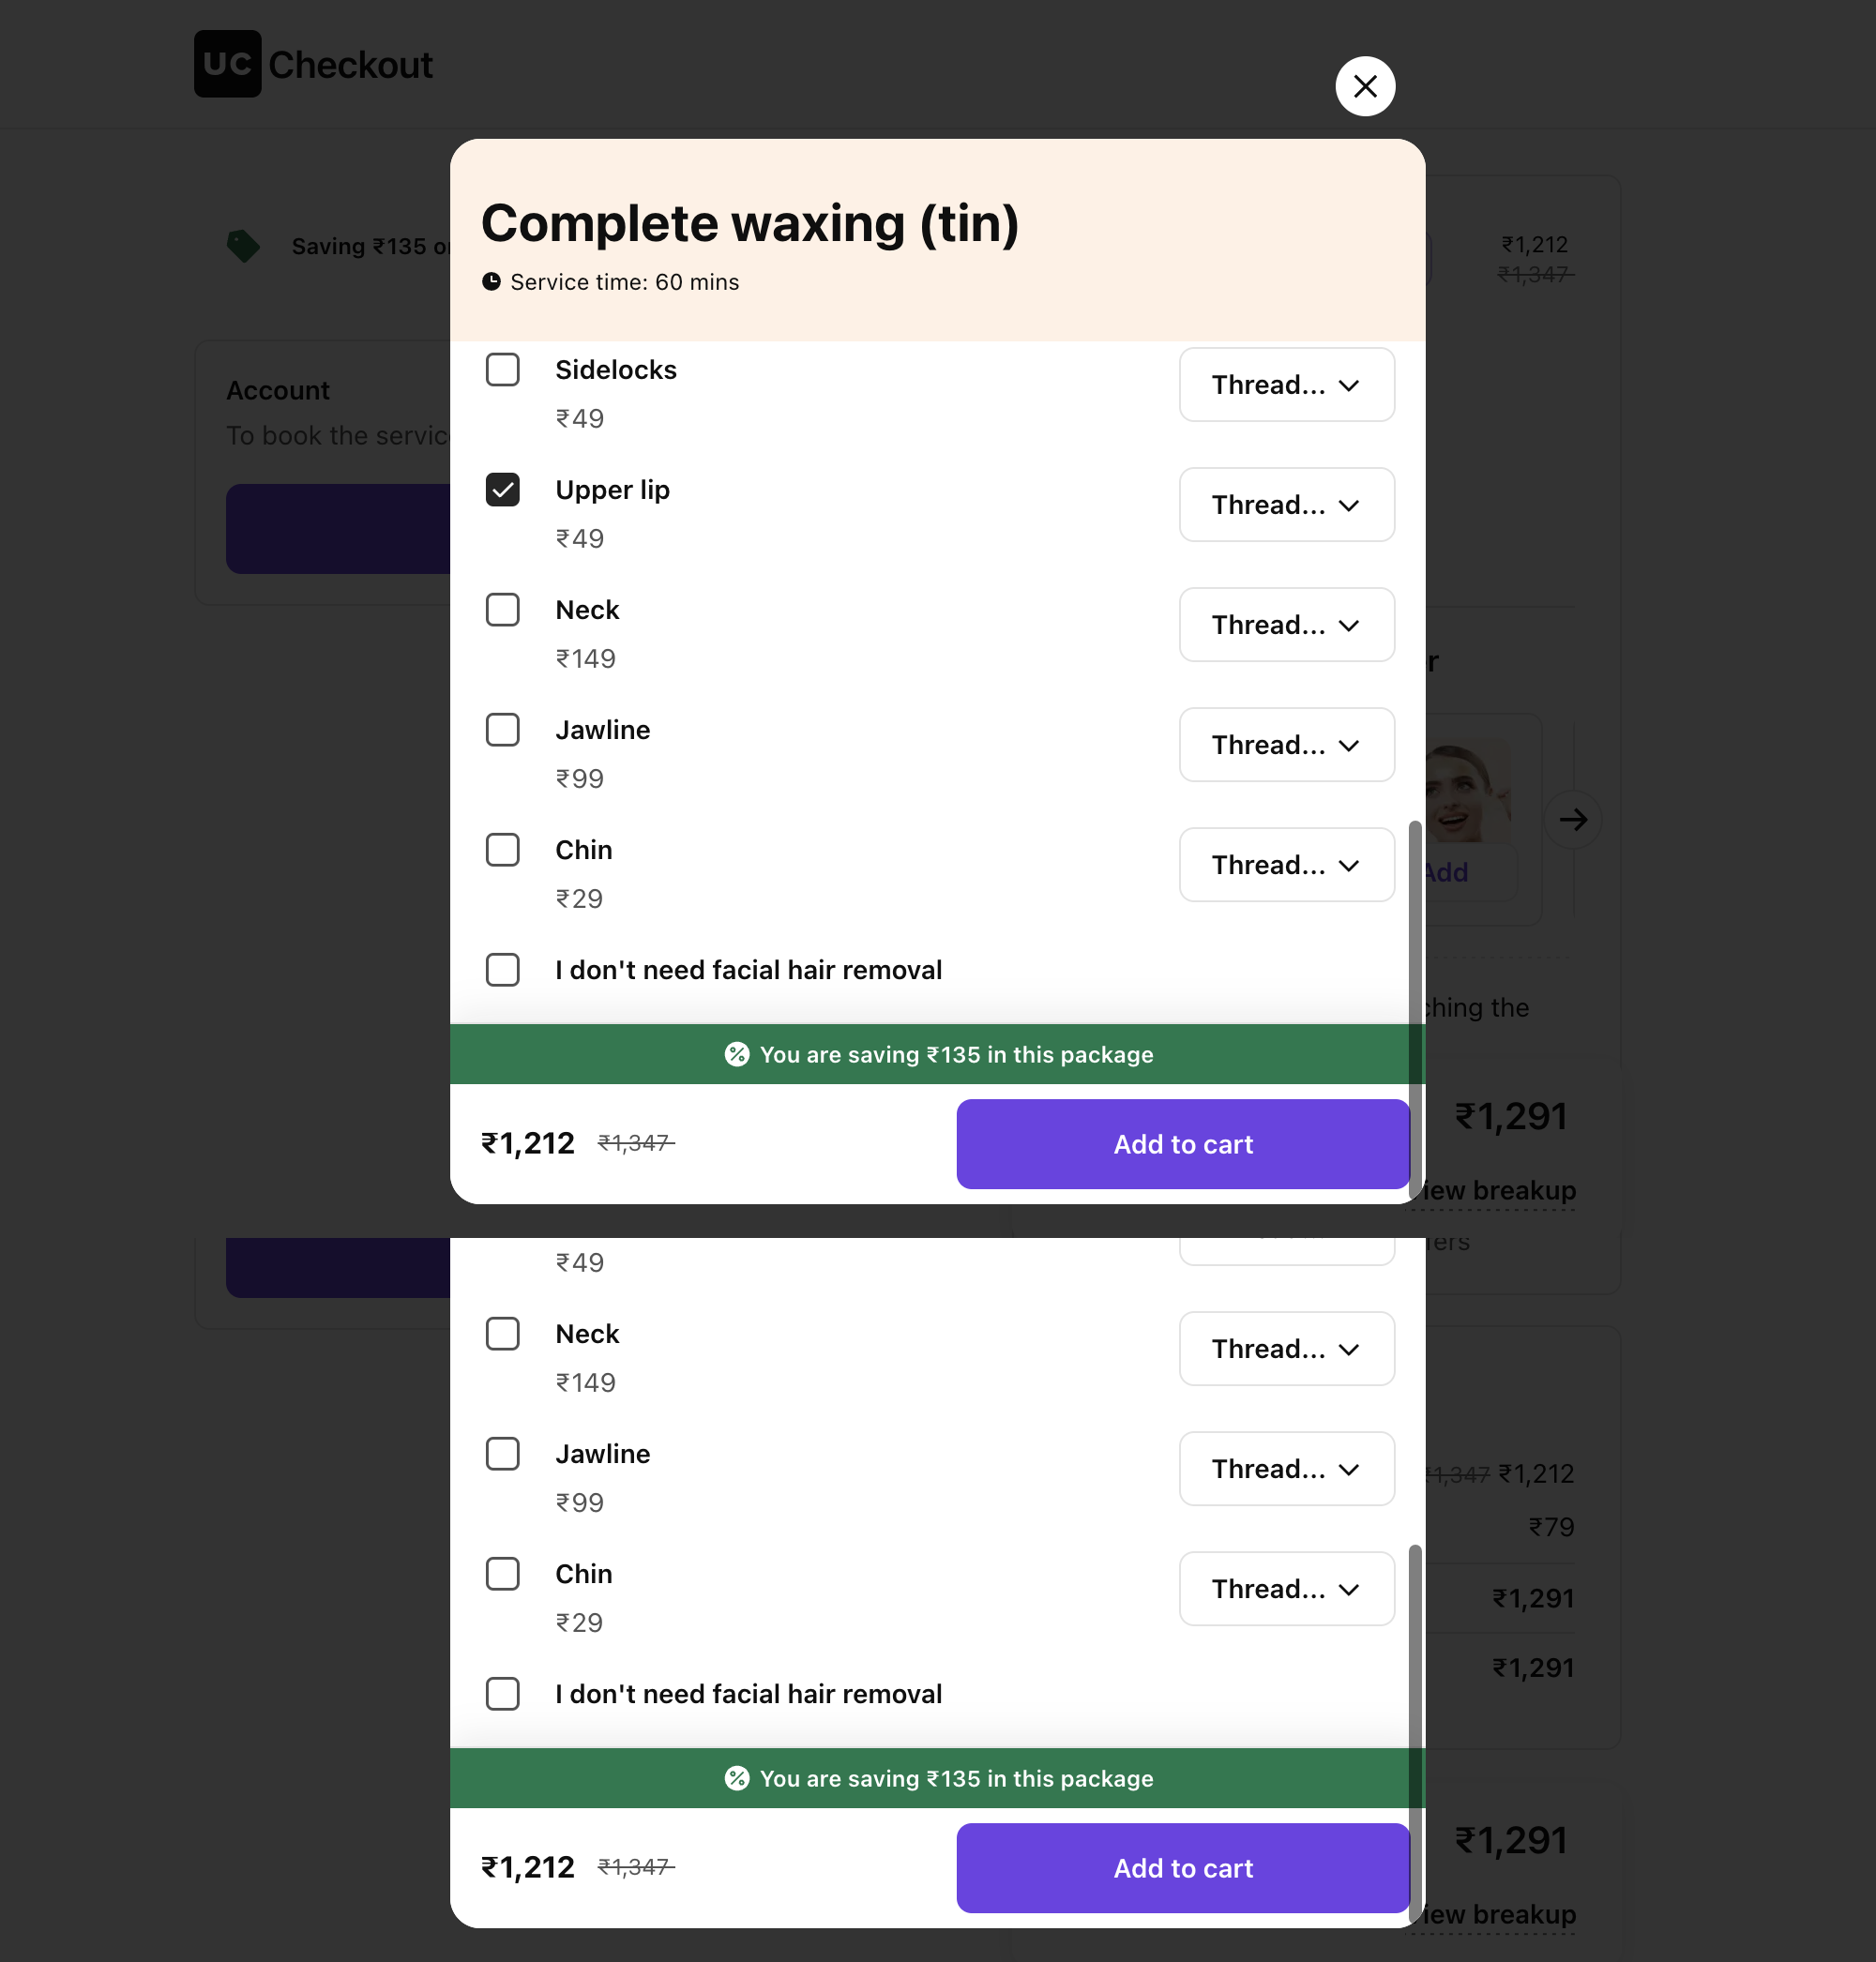 UC Checkout
Saving ₹135 o
₹1,212
₹1,347
Account
To book the servic
Complete waxing (tin)
Service time: 60 mins
Sidelocks
₹49
Thread...
Upper lip
₹49
Thread...
Neck
₹149
Thread...
Jawline
₹99
Thread...
Chin
₹29
Thread...
I don't need facial hair removal
You are saving ₹135 in this package
₹1,212 ₹1,347
Add to cart
r
Add
ching the
₹1,291
iew breakup
fers
₹49
Neck
₹149
Thread...
Jawline
₹99
Thread...
Chin
₹29
Thread...
I don't need facial hair removal
You are saving ₹135 in this package
₹1,212 ₹1,347
Add to cart
₹1,347 ₹1,212
₹79
₹1,291
₹1,291
₹1,291
iew breakup